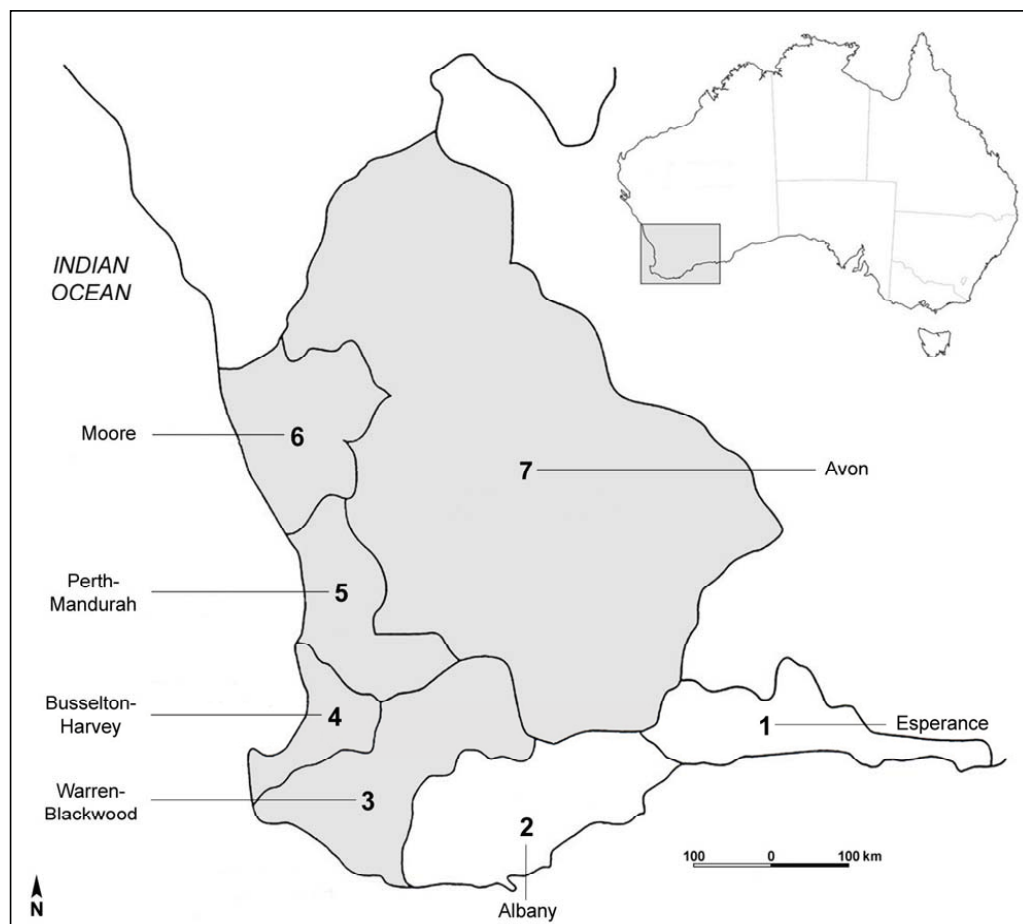 INDIAN
OCEAN
Moore
6
7
Avon
Perth-
Mandurah
5
Busselton-
Harvey
4
1
Esperance
Warren-
Blackwood
3
2
100 0 100 km
N
Albany